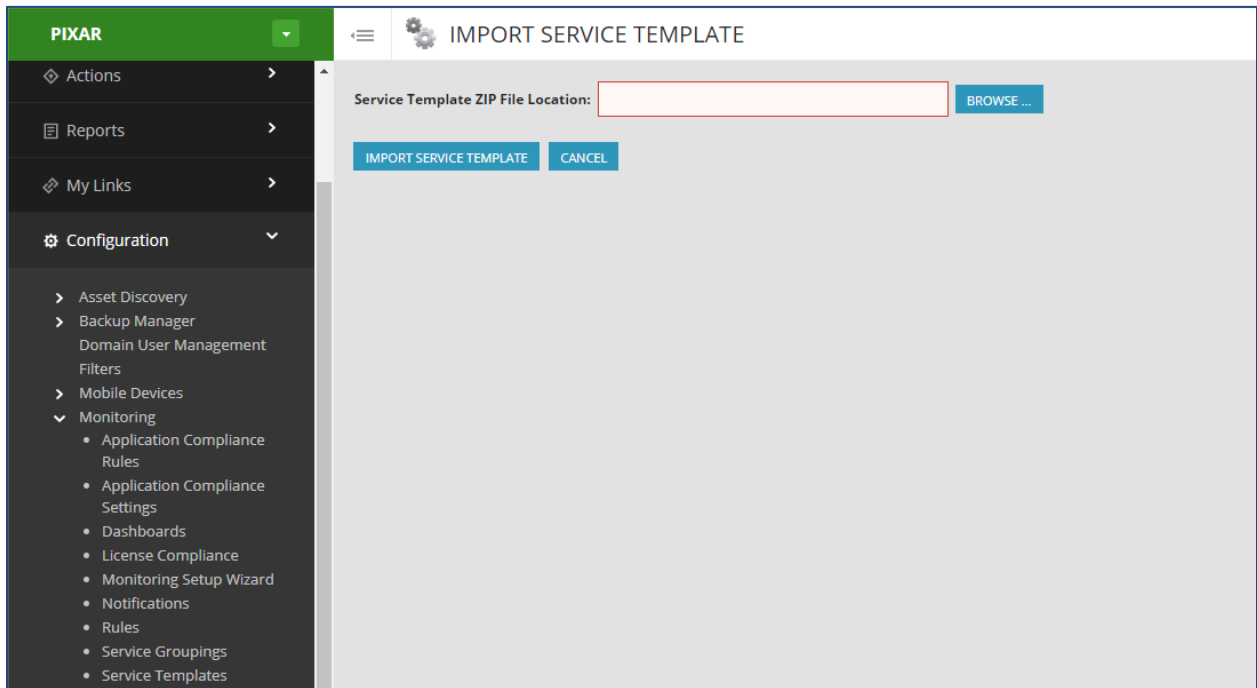 PIXAR
Actions
Reports
My Links
Configuration
Asset Discovery
Backup Manager
Domain User Management
Filters
Mobile Devices
Monitoring
Application Compliance
Rules
Application Compliance
Settings
Dashboards
License Compliance
Monitoring Setup Wizard
Notifications
Rules
Service Groupings
Service Templates
IMPORT SERVICE TEMPLATE
Service Template ZIP File Location:
BROWSE ...
IMPORT SERVICE TEMPLATE
CANCEL